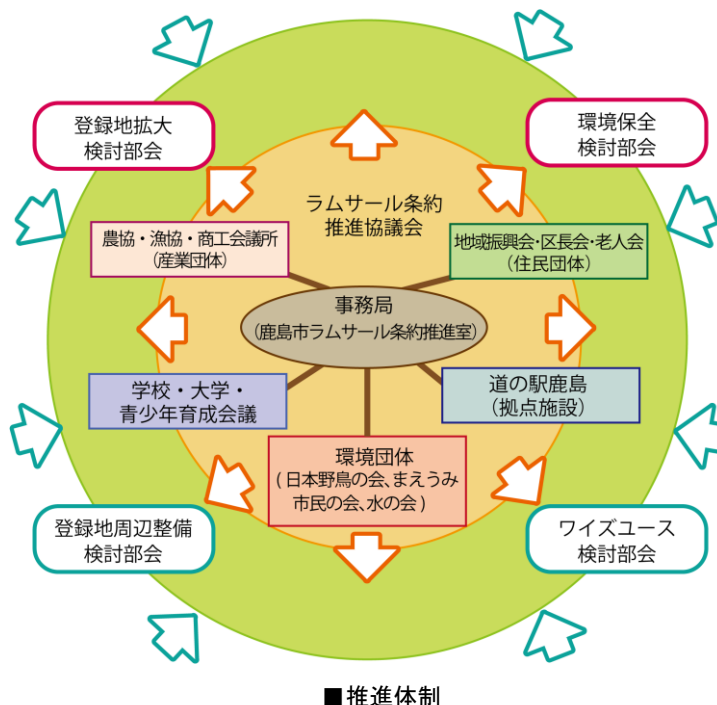 登録地拡大
検討部会
環境保全
検討部会
ラムサール条約
推進協議会
農協・漁協・商工会議所
（産業団体）
地域振興会・区長会・老人会
（住民団体）
事務局
（鹿島市ラムサール条約推進室）
学校・大学・
青少年育成会議
道の駅鹿島
（拠点施設）
環境団体
（日本野鳥の会、まえうみ
市民の会、水の会）
登録地周辺整備
検討部会
ワイズユース
検討部会
■推進体制